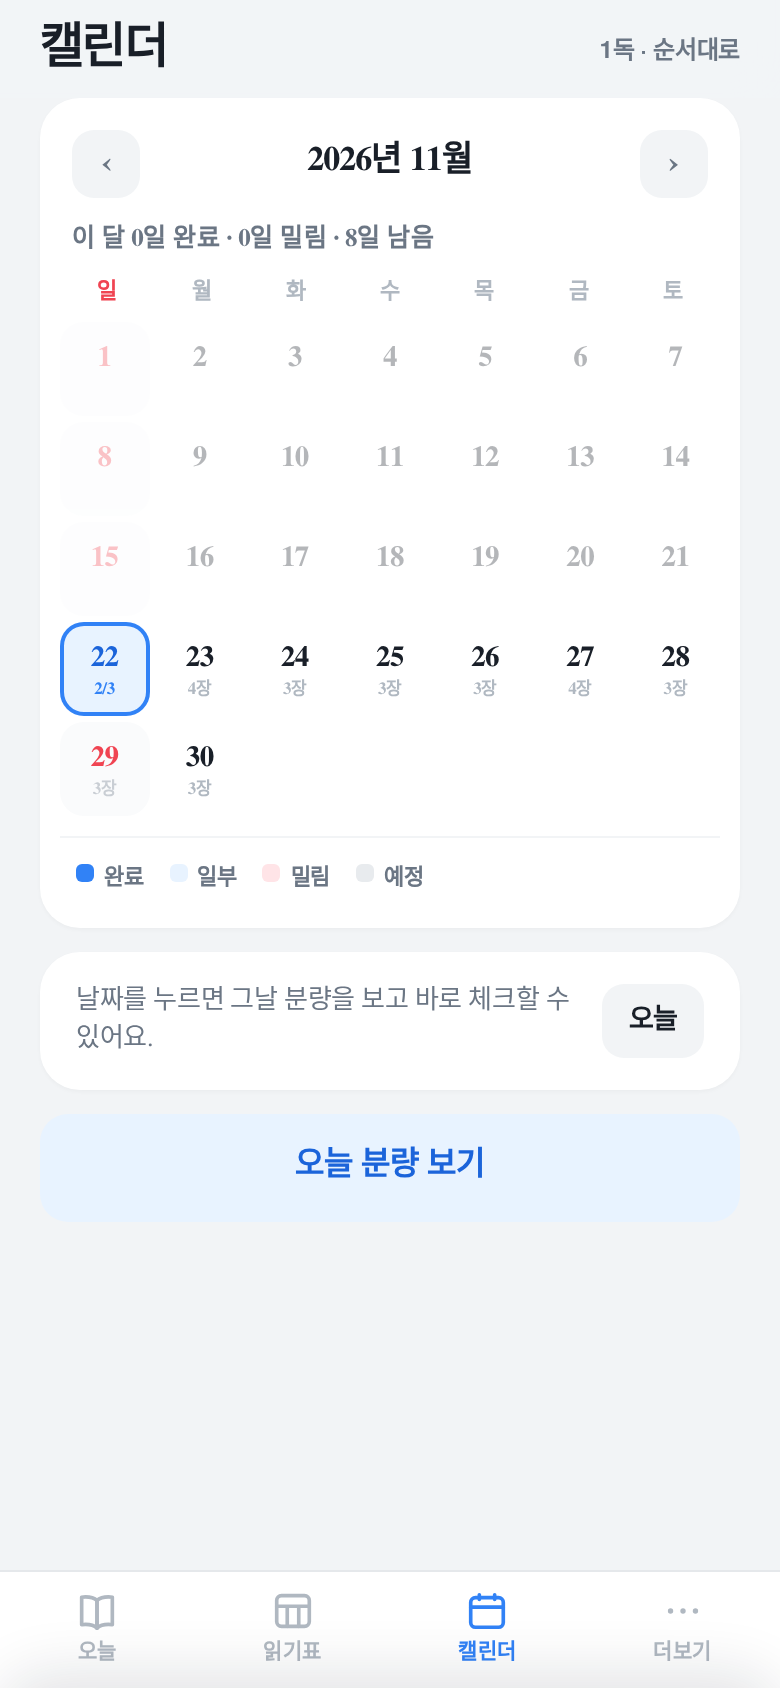 캘린더
1독 · 순서대로
‹ 2026년 11월 ›
이 달 0일 완료 · 0일 밀림 · 8일 남음
일 월 화 수 목 금 토
1 2 3 4 5 6 7
8 9 10 11 12 13 14
15 16 17 18 19 20 21
22 23 24 25 26 27 28
2/3 4장 3장 3장 3장 4장 3장
29 30
3장 3장
완료 일부 밀림 예정
날짜를 누르면 그날 분량을 보고 바로 체크할 수
있어요.
오늘
오늘 분량 보기
오늘 읽기표 캘린더 더보기